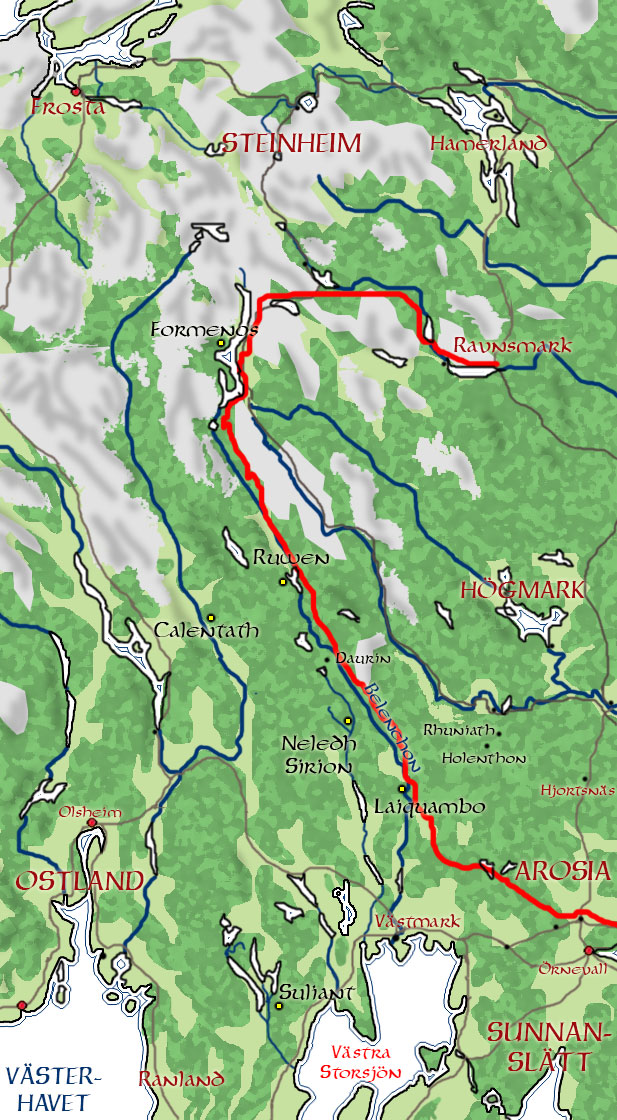 Frosta
STEINHEIM
Hamerland
Formenos
Ravnsmark
Ruwen
HÖGMARK
Calentath
Daurin
Belenthon
Rhuniath
Neledh
Sirion
Holenthon
Hjortsnäs
Laiquambo
Olsheim
OSTLAND
AROSIA
Västmark
Örnevall
Suliant
SUNNAN-
SLÄTT
Västra
Storsjön
VÄSTER-
HAVET
Ranland